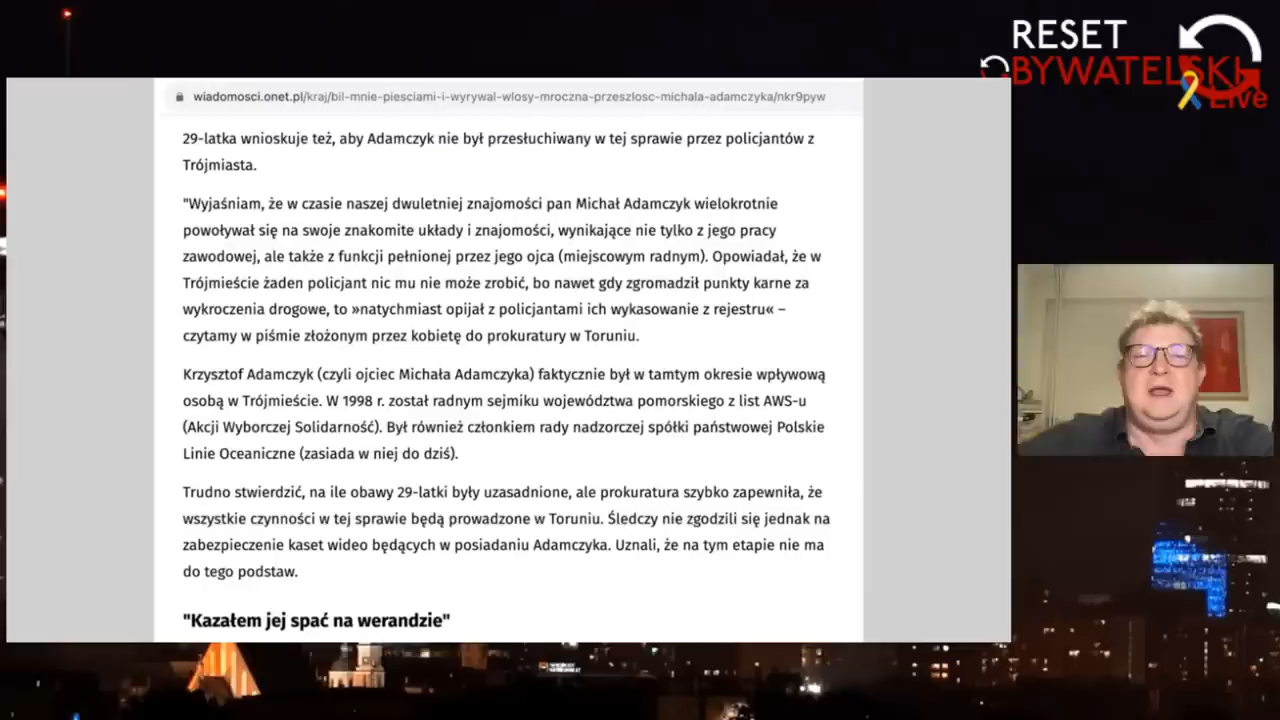 RESET
OBYWATELSKI
Live
wiadomosci.onet.pl/kraj/bil-mnie-piesciami-i-wyrywal-wlosy-mroczna-przeszlosc-michala-adamczyka/nkr9pyw
29-latka wnioskuje też, aby Adamczyk nie był przesłuchiwany w tej sprawie przez policjantów z
Trójmiasta.
"Wyjaśniam, że w czasie naszej dwuletniej znajomości pan Michał Adamczyk wielokrotnie
powoływał się na swoje znakomite układy i znajomości, wynikające nie tylko z jego pracy
zawodowej, ale także z funkcji pełnionej przez jego ojca (miejscowym radnym). Opowiadał, że w
Trójmieście żaden policjant nic mu nie może zrobić, bo nawet gdy zgromadził punkty karne za
wykroczenia drogowe, to »natychmiast opijał z policjantami ich wykasowanie z rejestru« –
czytamy w piśmie złożonym przez kobietę do prokuratury w Toruniu.
Krzysztof Adamczyk (czyli ojciec Michała Adamczyka) faktycznie był w tamtym okresie wpływową
osobą w Trójmieście. W 1998 r. został radnym sejmiku województwa pomorskiego z list AWS-u
(Akcji Wyborczej Solidarność). Był również członkiem rady nadzorczej spółki państwowej Polskie
Linie Oceaniczne (zasiada w niej do dziś).
Trudno stwierdzić, na ile obawy 29-latki były uzasadnione, ale prokuratura szybko zapewniła, że
wszystkie czynności w tej sprawie będą prowadzone w Toruniu. Śledczy nie zgodzili się jednak na
zabezpieczenie kaset wideo będących w posiadaniu Adamczyka. Uznali, że na tym etapie nie ma
do tego podstaw.
"Kazałem jej spać na werandzie"